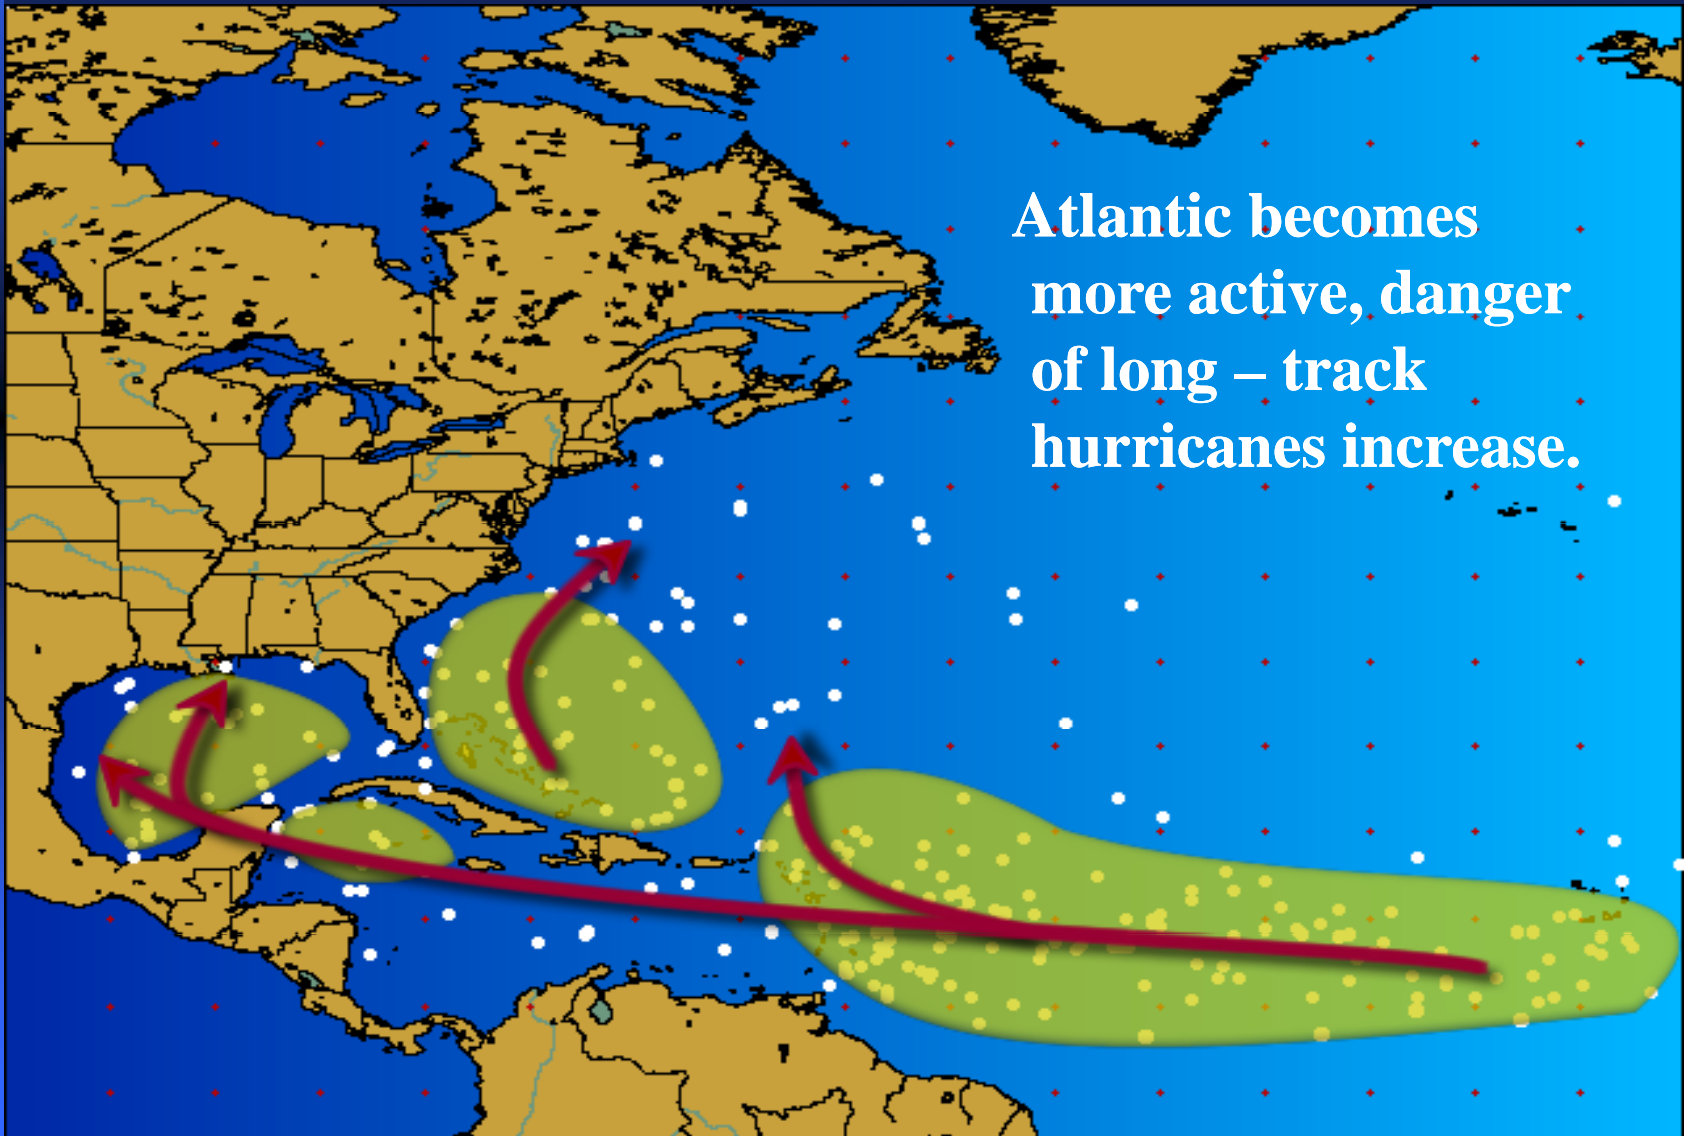 Atlantic becomes
more active, danger
of long – track
hurricanes increase.